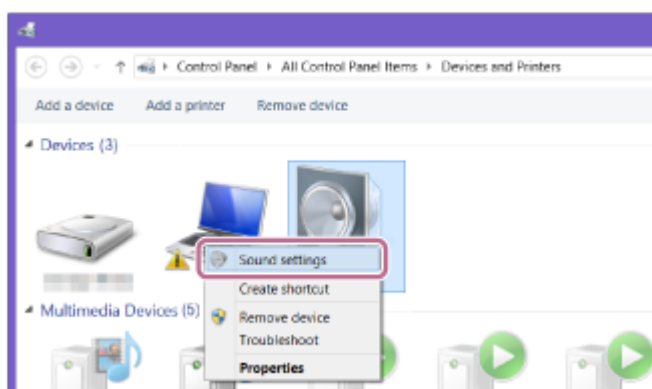 Control Panel ▸ All Control Panel Items ▸ Devices and Printers
Add a device Add a printer Remove device
Devices (3)
Sound settings
Create shortcut
Multimedia Devices (5)
Remove device
Troubleshoot
Properties